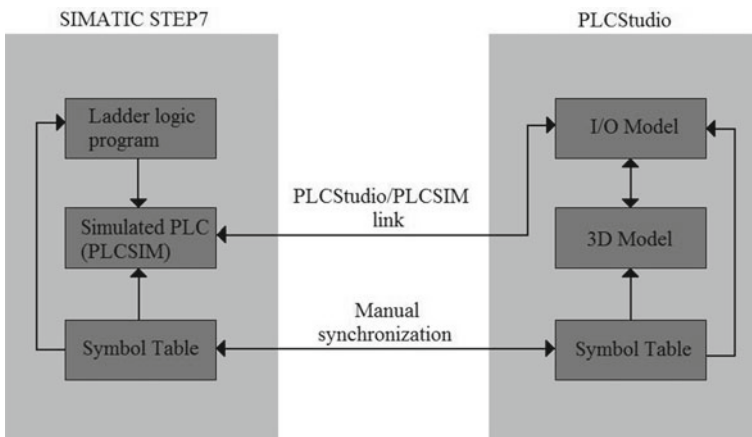 SIMATIC STEP7
PLCStudio
Ladder logic
program
I/O Model
PLCStudio/PLCSIM
link
Simulated PLC
(PLCSIM)
3D Model
Manual
synchronization
Symbol Table
Symbol Table